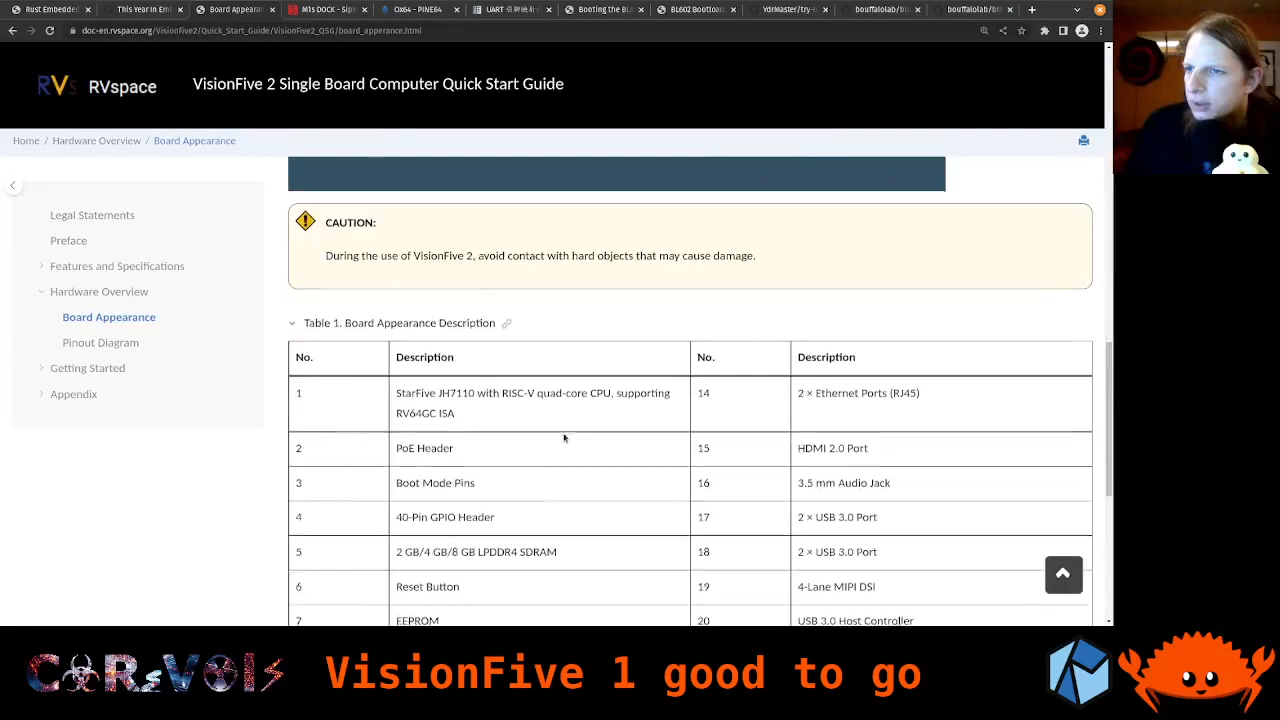 Rust Embedded
This Year in Emb
Board Appearan
M1s DOCK - Sip
OX64 - PINE64
Booting the BL
BL602 Bootloa
YdrMaster/try-
bouffalolab/bl
bouffalolab/bl
doc-en.rvspace.org/VisionFive2/Quick_Start_Guide/VisionFive2_QSG/board_apperance.html
RVspace
VisionFive 2 Single Board Computer Quick Start Guide
Home / Hardware Overview / Board Appearance
Legal Statements
Preface
Features and Specifications
Hardware Overview
Board Appearance
Pinout Diagram
Getting Started
Appendix
CAUTION:
During the use of VisionFive 2, avoid contact with hard objects that may cause damage.
Table 1. Board Appearance Description
No. Description No. Description
1 StarFive JH7110 with RISC-V quad-core CPU, supporting 14 2 × Ethernet Ports (RJ45)
RV64GC ISA
2 PoE Header 15 HDMI 2.0 Port
3 Boot Mode Pins 16 3.5 mm Audio Jack
4 40-Pin GPIO Header 17 2 × USB 3.0 Port
5 2 GB/4 GB/8 GB LPDDR4 SDRAM 18 2 × USB 3.0 Port
6 Reset Button 19 4-Lane MIPI DSI
7 EEPROM 20 USB 3.0 Host Controller
VisionFive 1 good to go